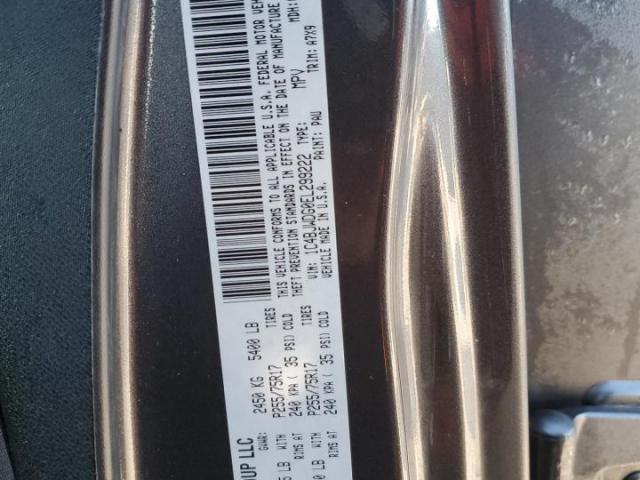 OUP LLC
GVWR: 2450 KG 5400 LB
LB WITH P255/75R17 TIRES
RIMS AT 240 KPA ( 35 PSI) COLD
LB WITH P255/75R17 TIRES
RIMS AT 240 KPA ( 35 PSI) COLD
THIS VEHICLE CONFORMS TO ALL APPLICABLE U.S.A. FEDERAL MOTOR VEH
THEFT PREVENTION STANDARDS IN EFFECT ON THE DATE OF MANUFACTURE
MDH:
VIN: 1C4BJWDG0EL299222 TYPE: MPV
VEHICLE MADE IN U.S.A. PAINT: PAU TRIM: A7X9